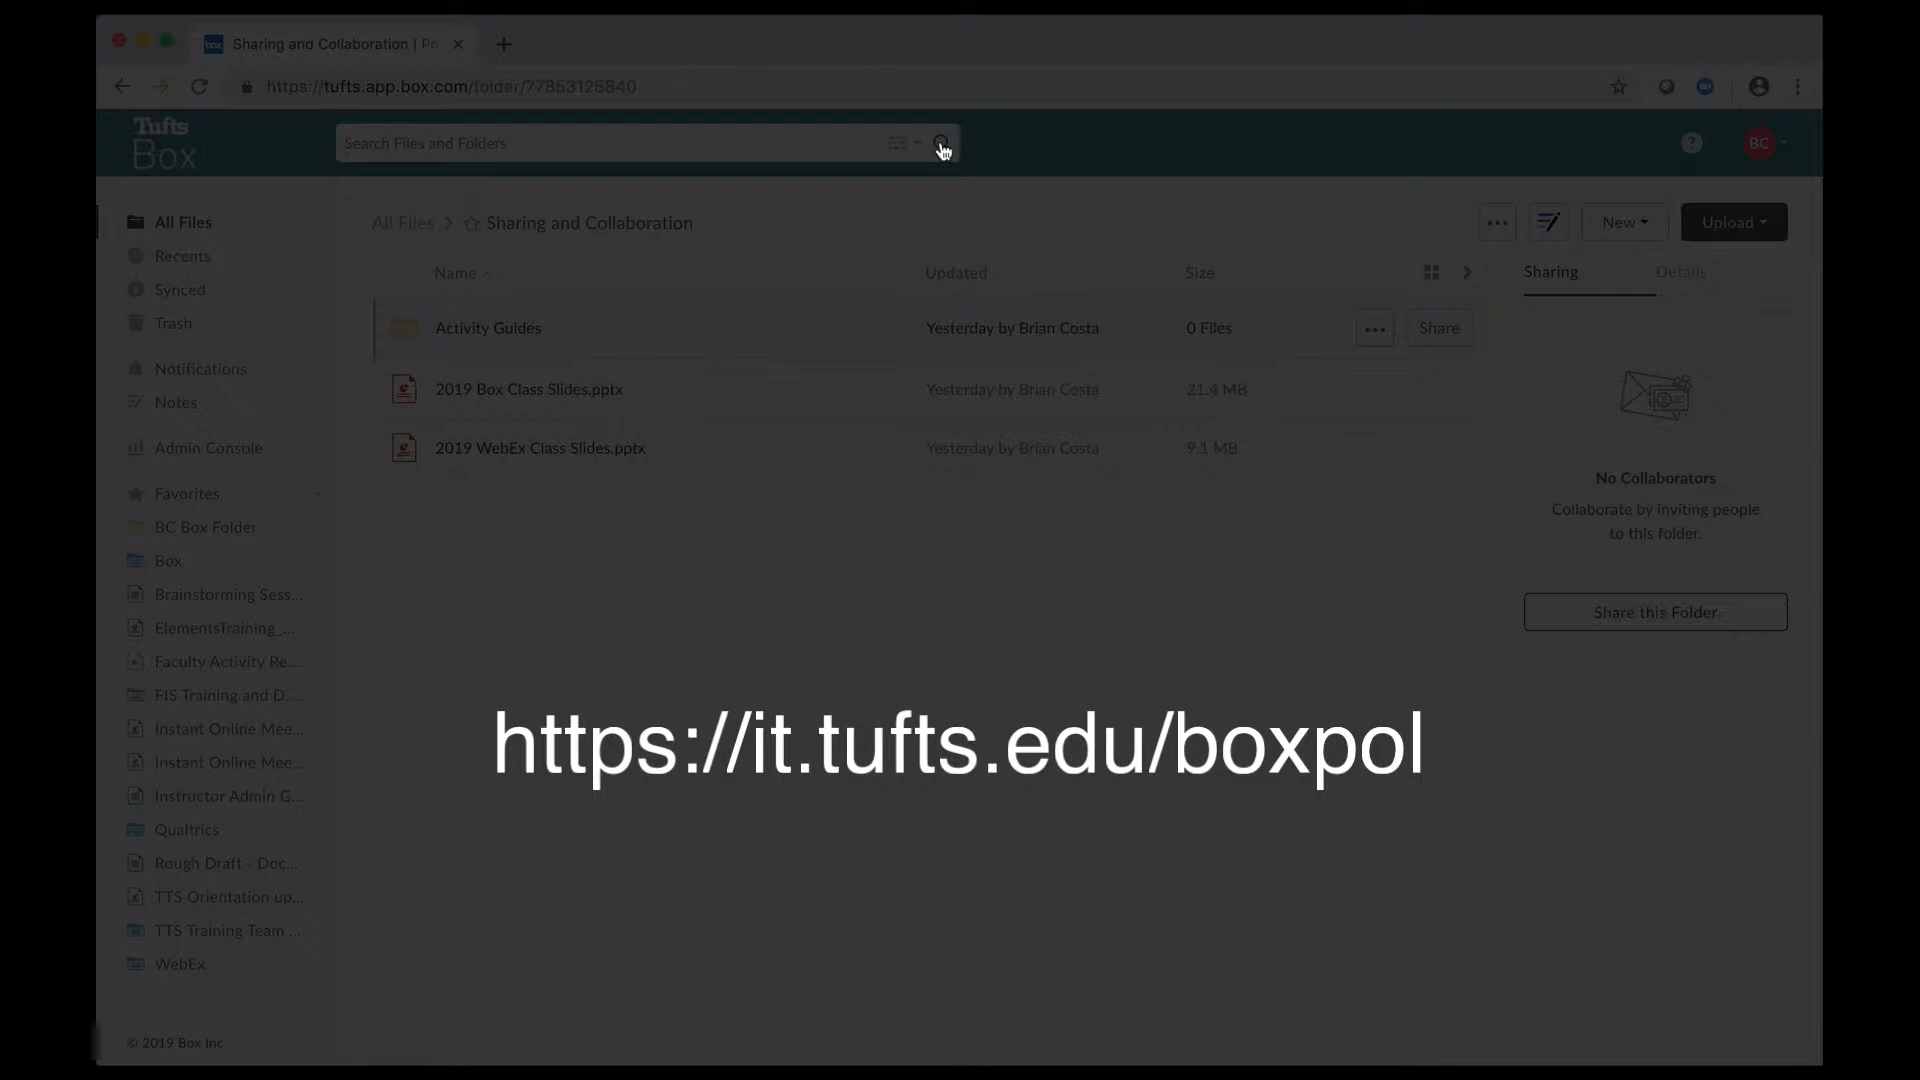 Sharing and Collaboration | Po
https://tufts.app.box.com/folder/77853125840
Tufts
Box
Search Files and Folders
?
BC
All Files
Recents
Synced
Trash
Notifications
Notes
Admin Console
Favorites
BC Box Folder
Box
Brainstorming Sess...
ElementsTraining_...
Faculty Activity Re...
FIS Training and D...
Instant Online Mee...
Instant Online Mee...
Instructor Admin G...
Qualtrics
Rough Draft - Doc...
TTS Orientation up...
TTS Training Team ...
WebEx
© 2019 Box Inc
All Files > Sharing and Collaboration
New
Upload
Name Updated Size
Activity Guides Yesterday by Brian Costa 0 Files Share
2019 Box Class Slides.pptx Yesterday by Brian Costa 21.4 MB
2019 WebEx Class Slides.pptx Yesterday by Brian Costa 9.1 MB
Sharing Details
No Collaborators
Collaborate by inviting people
to this folder.
Share this Folder
https://it.tufts.edu/boxpol